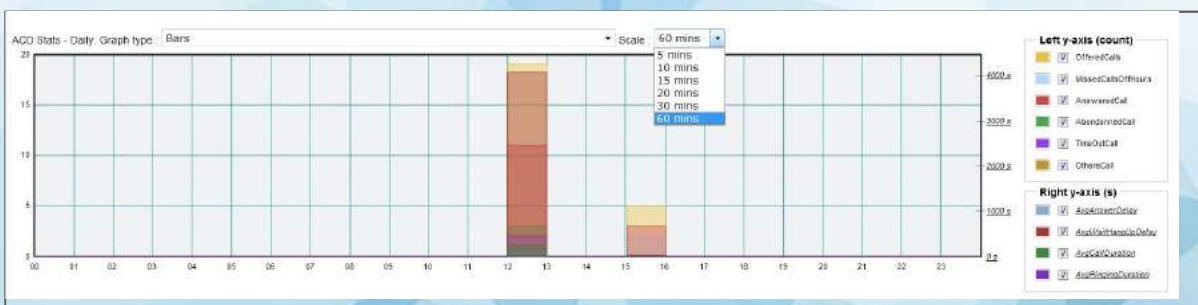 ACD Stats - Daily. Graph type : Bars Scale : 60 mins
5 mins
10 mins
15 mins
20 mins
30 mins
60 mins
20
15
10
5
0
4000 s
3000 s
2000 s
1000 s
0 s
00 01 02 03 04 05 06 07 08 09 10 11 12 13 14 15 16 17 18 19 20 21 22 23
Left y-axis (count)
OfferedCalls
MissedCallsOffHours
AnsweredCall
AbandannedCall
TimeOutCall
OthersCall
Right y-axis (s)
AvgAnswerDelay
AvgWaitHangUpDelay
AvgCallDuration
AvgRingingDuration